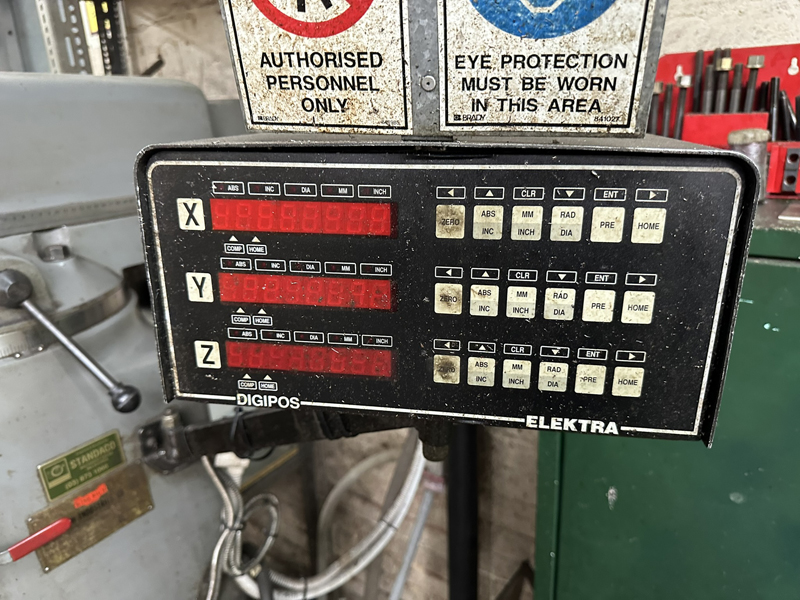 AUTHORISED
PERSONNEL
ONLY
BRADY
EYE PROTECTION
MUST BE WORN
IN THIS AREA
BRADY
841027
ABS INC DIA MM INCH
X
COMP HOME
CLR ENT
ZERO ABS INC MM INCH RAD DIA PRE HOME
ABS INC DIA MM INCH
Y
COMP HOME
CLR ENT
ZERO ABS INC MM INCH RAD DIA PRE HOME
ABS INC DIA MM INCH
Z
COMP HOME
CLR ENT
ZERO ABS INC MM INCH RAD DIA PRE HOME
DIGIPOS
ELEKTRA
STANDACO